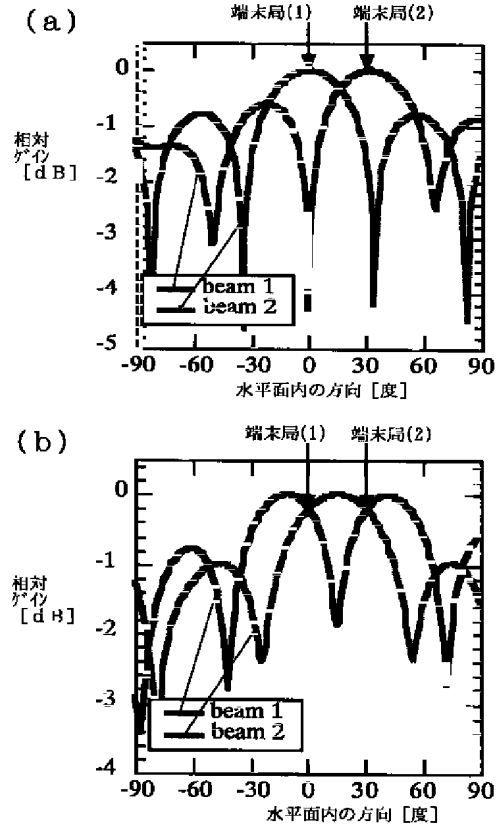 (a)
端末局(1) 端末局(2)
0
-1
相対
ｹﾞｲﾝ
[dB]
-2
-3
-4
-5
beam 1
beam 2
-90 -60 -30 0 30 60 90
水平面内の方向 [度]
(b)
端末局(1) 端末局(2)
0
-1
相対
ｹﾞｲﾝ
[dB]
-2
-3
-4
beam 1
beam 2
-90 -60 -30 0 30 60 90
水平面内の方向 [度]